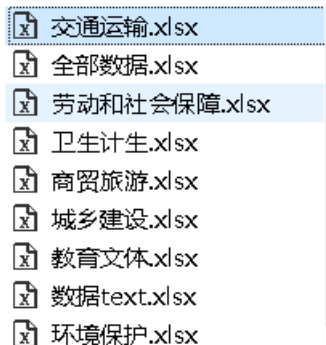 交通运输.xlsx
全部数据.xlsx
劳动和社会保障.xlsx
卫生计生.xlsx
商贸旅游.xlsx
城乡建设.xlsx
教育文体.xlsx
数据text.xlsx
环境保护.xlsx